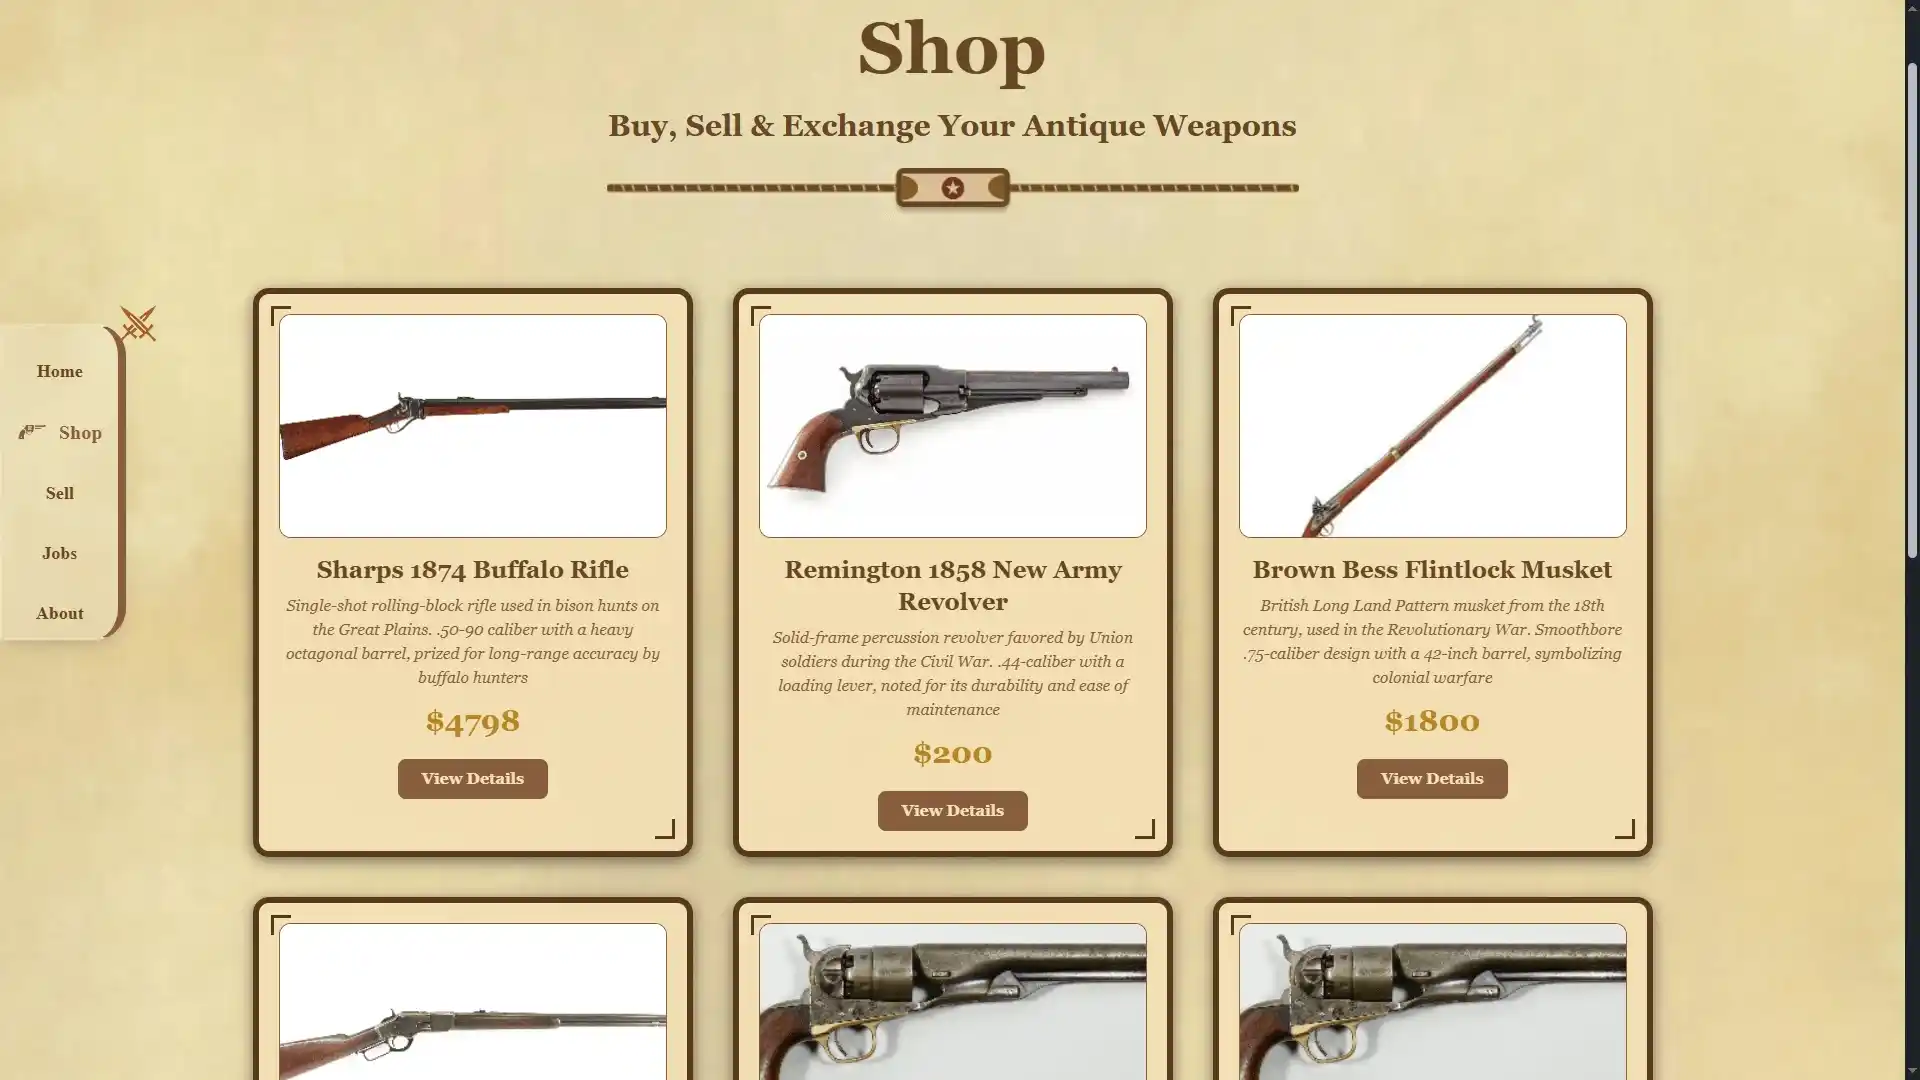 Shop
Buy, Sell & Exchange Your Antique Weapons
Home
Shop
Sell
Jobs
About
Sharps 1874 Buffalo Rifle
Single-shot rolling-block rifle used in bison hunts on
the Great Plains. .50-90 caliber with a heavy
octagonal barrel, prized for long-range accuracy by
buffalo hunters
$4798
View Details
Remington 1858 New Army
Revolver
Solid-frame percussion revolver favored by Union
soldiers during the Civil War. .44-caliber with a
loading lever, noted for its durability and ease of
maintenance
$200
View Details
Brown Bess Flintlock Musket
British Long Land Pattern musket from the 18th
century, used in the Revolutionary War. Smoothbore
.75-caliber design with a 42-inch barrel, symbolizing
colonial warfare
$1800
View Details